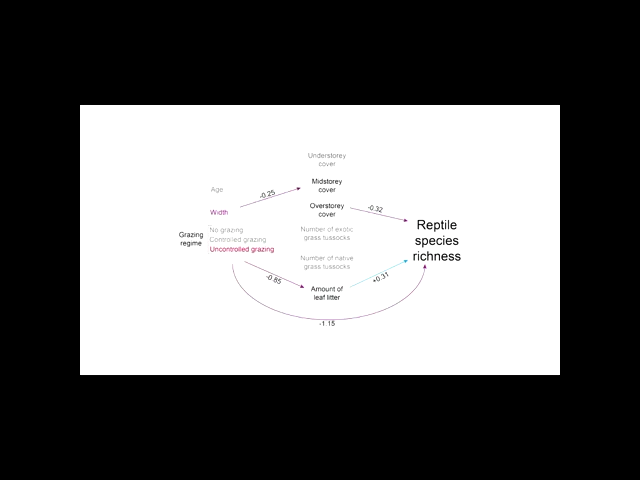 Understorey
cover
Age
-0.25
Midstorey
cover
Width
Overstorey
cover
-0.32
Grazing
regime
No grazing
Controlled grazing
Uncontrolled grazing
Number of exotic
grass tussocks
Reptile
species
richness
Number of native
grass tussocks
-0.85
Amount of
leaf litter
+0.31
-1.15